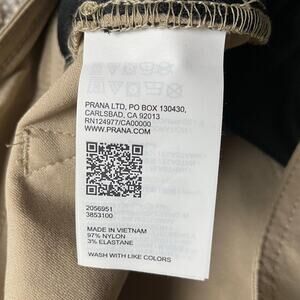 PRANA LTD, PO BOX 130430,
CARLSBAD, CA 92013
RN124977/CA00000
WWW.PRANA.COM
2056951
3853100
MADE IN VIETNAM
97% NYLON
3% ELASTANE
WASH WITH LIKE COLORS